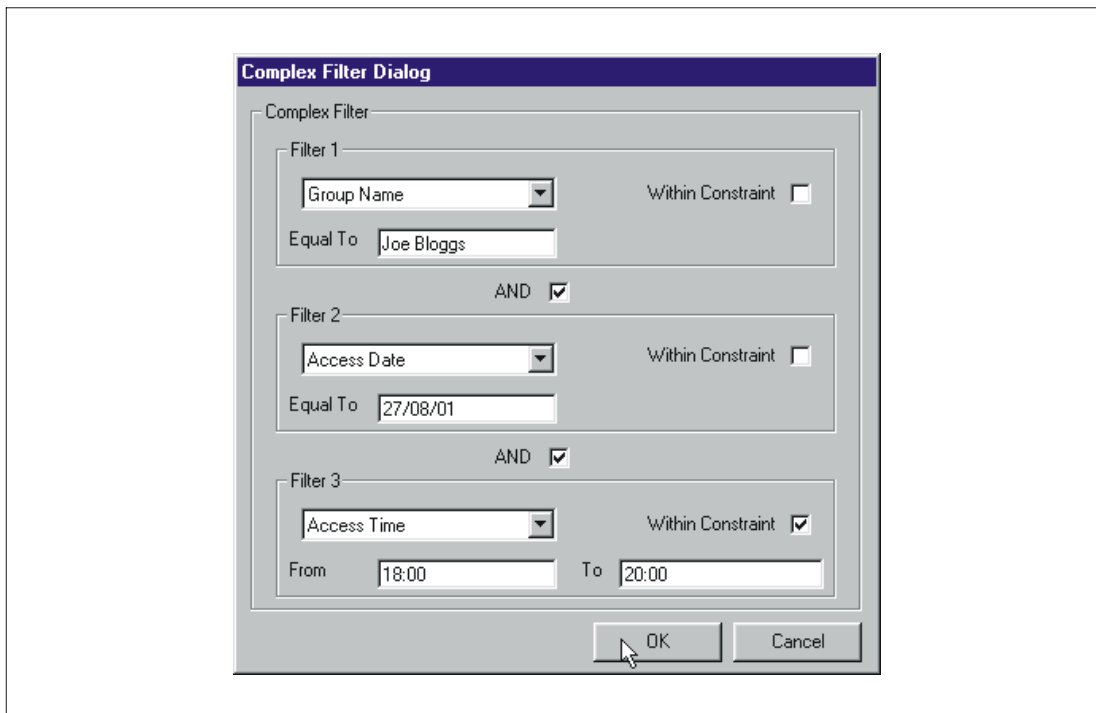 Complex Filter Dialog
Complex Filter
Filter 1
Group Name
Within Constraint
Equal To Joe Bloggs
AND
Filter 2
Access Date
Within Constraint
Equal To 27/08/01
AND
Filter 3
Access Time
Within Constraint
From 18:00 To 20:00
OK Cancel